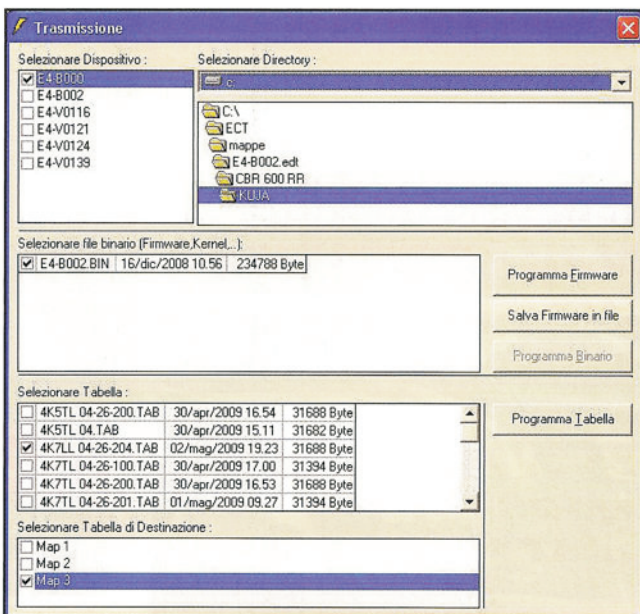 Trasmissione
Selezionare Dispositivo :
E4-B000
E4-B002
E4-V0116
E4-V0121
E4-V0124
E4-V0139
Selezionare Directory :
c:
C:\
ECT
mappe
E4-B002.edt
CBR 600 RR
KUJA
Selezionare file binario (Firmware,Kernel,..):
E4-B002.BIN 16/dic/2008 10.56 234788 Byte
Programma Firmware
Salva Firmware in file
Programma Binario
Selezionare Tabella :
4K5TL 04-26-200.TAB 30/apr/2009 16.54 31688 Byte
4K5TL 04.TAB 30/apr/2009 15.11 31682 Byte
4K7LL 04-26-204.TAB 02/mag/2009 19.23 31688 Byte
4K7TL 04-26-100.TAB 30/apr/2009 17.00 31394 Byte
4K7TL 04-26-200.TAB 30/apr/2009 16.53 31688 Byte
4K7TL 04-26-201.TAB 01/mag/2009 09.27 31394 Byte
Programma Tabella
Selezionare Tabella di Destinazione :
Map 1
Map 2
Map 3